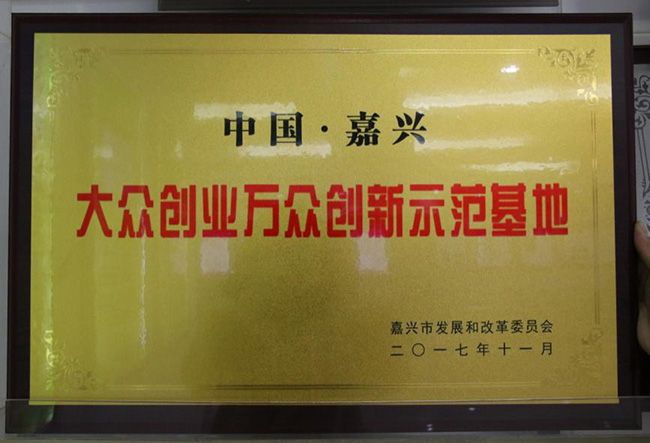 中国·嘉兴
大众创业万众创新示范基地
嘉兴市发展和改革委员会
二〇一七年十一月